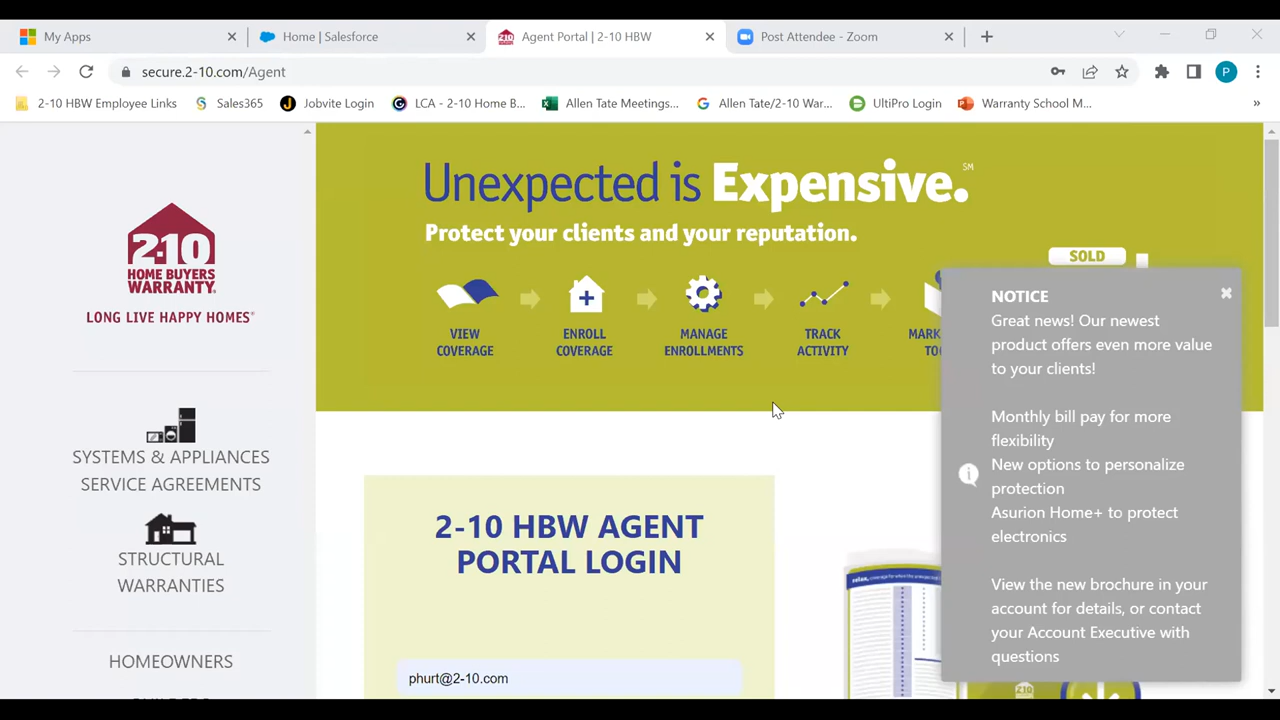 My Apps
Home | Salesforce
Agent Portal | 2-10 HBW
Post Attendee - Zoom
secure.2-10.com/Agent
P
2-10 HBW Employee Links
Sales365
Jobvite Login
LCA - 2-10 Home B...
Allen Tate Meetings...
Allen Tate/2-10 War...
UltiPro Login
Warranty School M...
»
2-10
HOME BUYERS
WARRANTY.
LONG LIVE HAPPY HOMES®
SYSTEMS & APPLIANCES
SERVICE AGREEMENTS
STRUCTURAL
WARRANTIES
HOMEOWNERS
Unexpected is Expensive.℠
Protect your clients and your reputation.
VIEW
COVERAGE
ENROLL
COVERAGE
MANAGE
ENROLLMENTS
TRACK
ACTIVITY
SOLD
2-10 HBW AGENT
PORTAL LOGIN
phurt@2-10.com
NOTICE
Great news! Our newest
product offers even more value
to your clients!
Monthly bill pay for more
flexibility
New options to personalize
protection
Asurion Home+ to protect
electronics
View the new brochure in your
account for details, or contact
your Account Executive with
questions